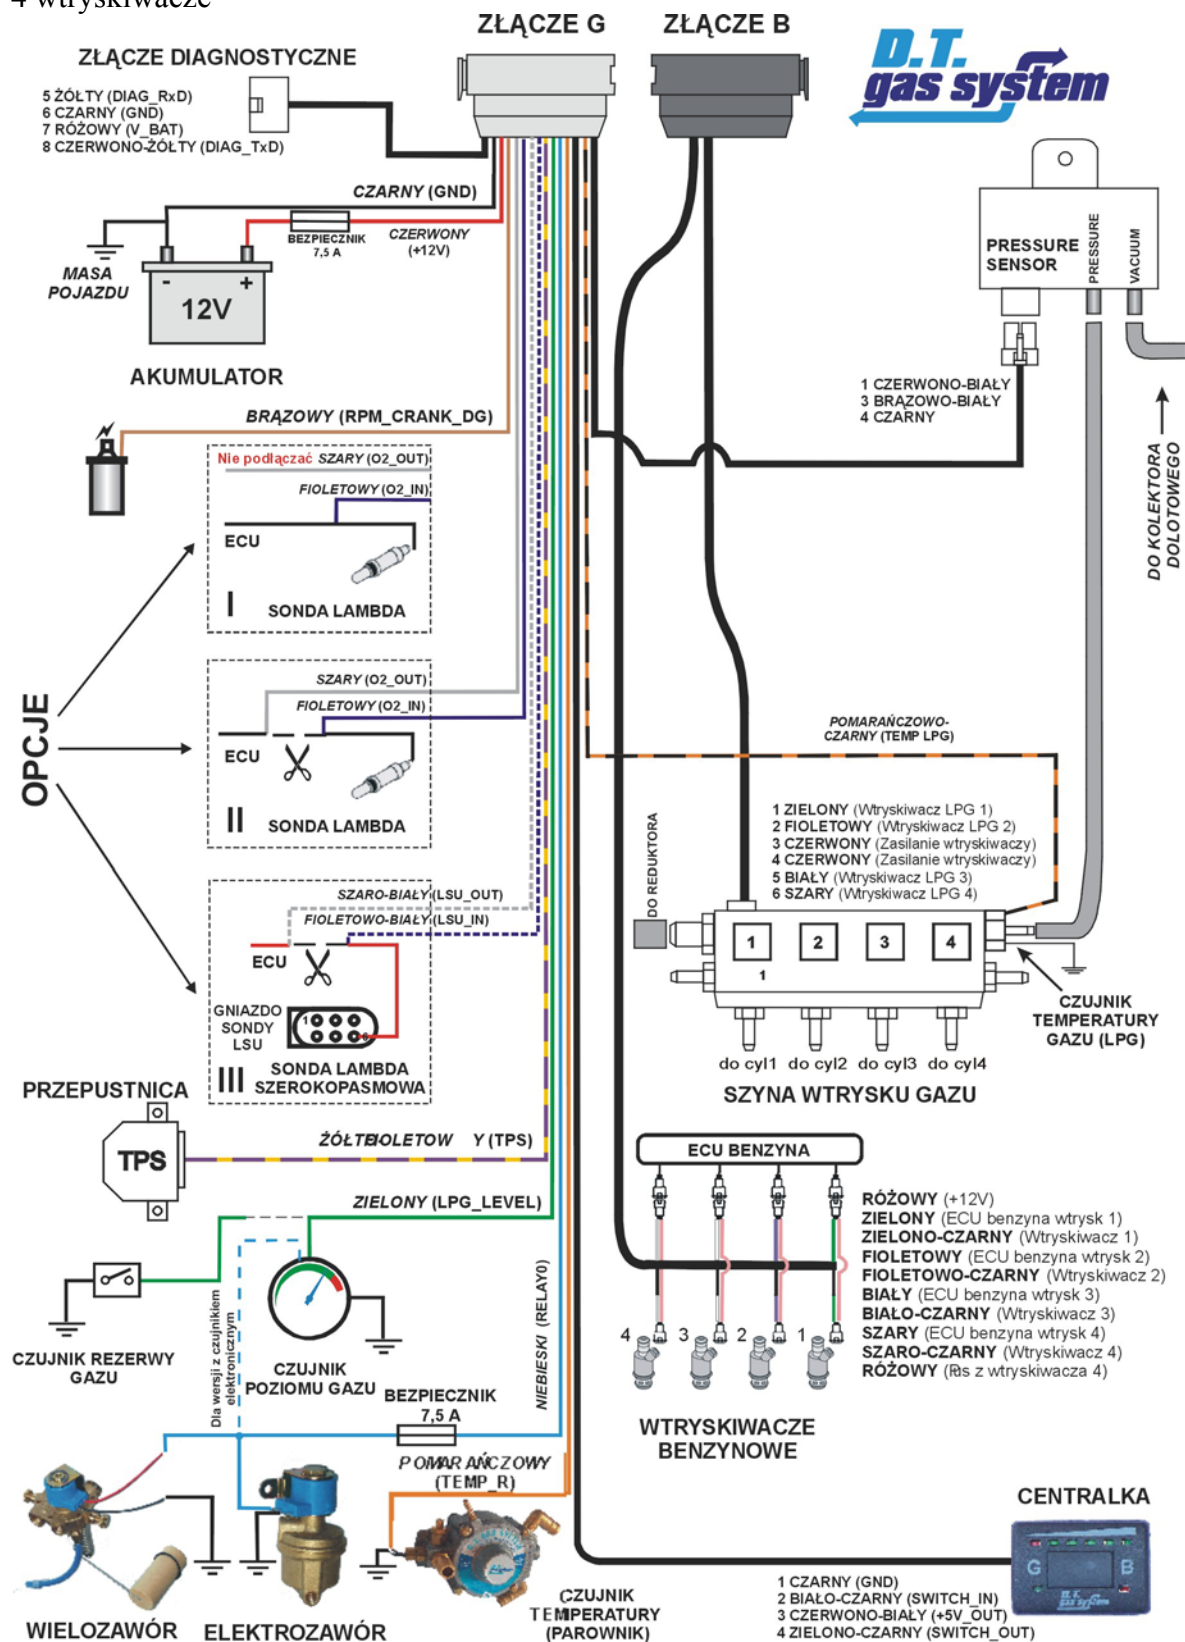 4 wtryskiwacze
ZŁĄCZE G
ZŁĄCZE B
D.T.
gas system
ZŁĄCZE DIAGNOSTYCZNE
5 ŻÓŁTY (DIAG_RxD)
6 CZARNY (GND)
7 RÓŻOWY (V_BAT)
8 CZERWONO-ŻÓŁTY (DIAG_TxD)
CZARNY (GND)
BEZPIECZNIK
7,5 A
CZERWONY
(+12V)
MASA
POJAZDU
- +
12V
AKUMULATOR
PRESSURE
SENSOR
PRESSURE
VACUUM
1 CZERWONO-BIAŁY
3 BRĄZOWO-BIAŁY
4 CZARNY
DO KOLEKTORA
DOLOTOWEGO
BRĄZOWY (RPM_CRANK_DG)
Nie podłączać SZARY (O2_OUT)
FIOLETOWY (O2_IN)
ECU
I SONDA LAMBDA
OPCJE
SZARY (O2_OUT)
FIOLETOWY (O2_IN)
ECU
II SONDA LAMBDA
SZARO-BIAŁY (LSU_OUT)
FIOLETOWO-BIAŁY (LSU_IN)
ECU
GNIAZDO
SONDY
LSU
1
6
III SONDA LAMBDA
SZEROKOPASMOWA
POMARAŃCZOWO-
CZARNY (TEMP LPG)
1 ZIELONY (Wtryskiwacz LPG 1)
2 FIOLETOWY (Wtryskiwacz LPG 2)
3 CZERWONY (Zasilanie wtryskiwaczy)
4 CZERWONY (Zasilanie wtryskiwaczy)
5 BIAŁY (Wtryskiwacz LPG 3)
6 SZARY (Wtryskiwacz LPG 4)
DO REDUKTORA
1 2 3 4
1
do cyl1 do cyl2 do cyl3 do cyl4
CZUJNIK
TEMPERATURY
GAZU (LPG)
SZYNA WTRYSKU GAZU
PRZEPUSTNICA
TPS
Y (TPS)
ZIELONY (LPG_LEVEL)
CZUJNIK REZERWY
GAZU
Dla wersji z czujnikiem
elektronicznym
CZUJNIK
POZIOMU GAZU
NIEBIESKI (RELAY0)
ECU BENZYNA
RÓŻOWY (+12V)
ZIELONY (ECU benzyna wtrysk 1)
ZIELONO-CZARNY (Wtryskiwacz 1)
FIOLETOWY (ECU benzyna wtrysk 2)
FIOLETOWO-CZARNY (Wtryskiwacz 2)
BIAŁY (ECU benzyna wtrysk 3)
BIAŁO-CZARNY (Wtryskiwacz 3)
SZARY (ECU benzyna wtrysk 4)
SZARO-CZARNY (Wtryskiwacz 4)
RÓŻOWY (Plus z wtryskiwacza 4)
4 3 2 1
WTRYSKIWACZE
BENZYNOWE
BEZPIECZNIK
7,5 A
POMARAŃCZOWY
(TEMP_R)
WIELOZAWÓR
ELEKTROZAWÓR
CZUJNIK
TEMPERATURY
(PAROWNIK)
CENTRALKA
G B
D.T.
gas system
1 CZARNY (GND)
2 BIAŁO-CZARNY (SWITCH_IN)
3 CZERWONO-BIAŁY (+5V_OUT)
4 ZIELONO-CZARNY (SWITCH_OUT)